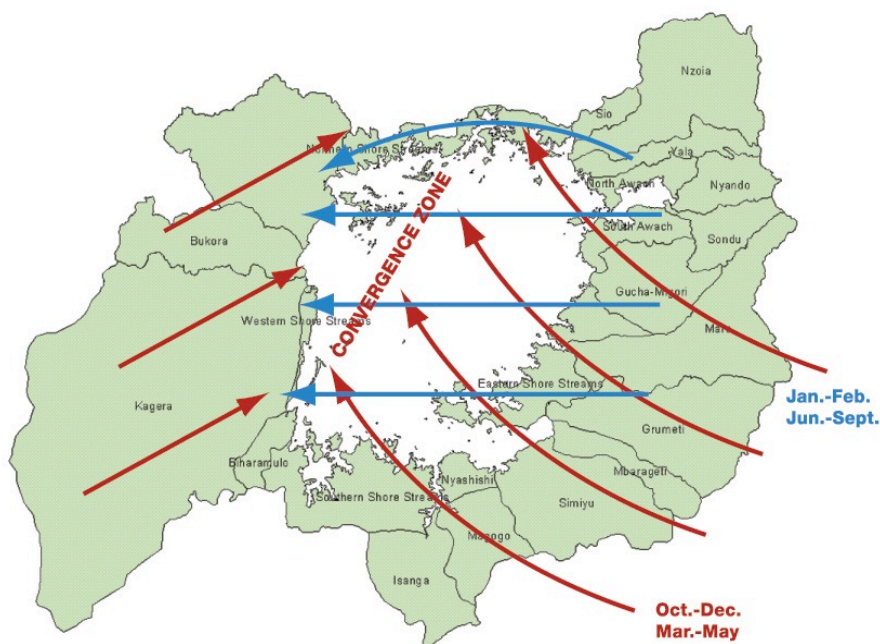 Nzoia
Sio
Northern Shore Streams
Yala
North Awach
Nyando
South Awach
Bukora
Sondu
CONVERGENCE ZONE
Gucha-Migori
Western Shore Streams
Mara
Eastern Shore Streams
Jan.-Feb.
Jun.-Sept.
Kagera
Grumeti
Biharamulo
Mbarageti
Nyashishi
Southern Shore Streams
Simiyu
Magogo
Isanga
Oct.-Dec.
Mar.-May